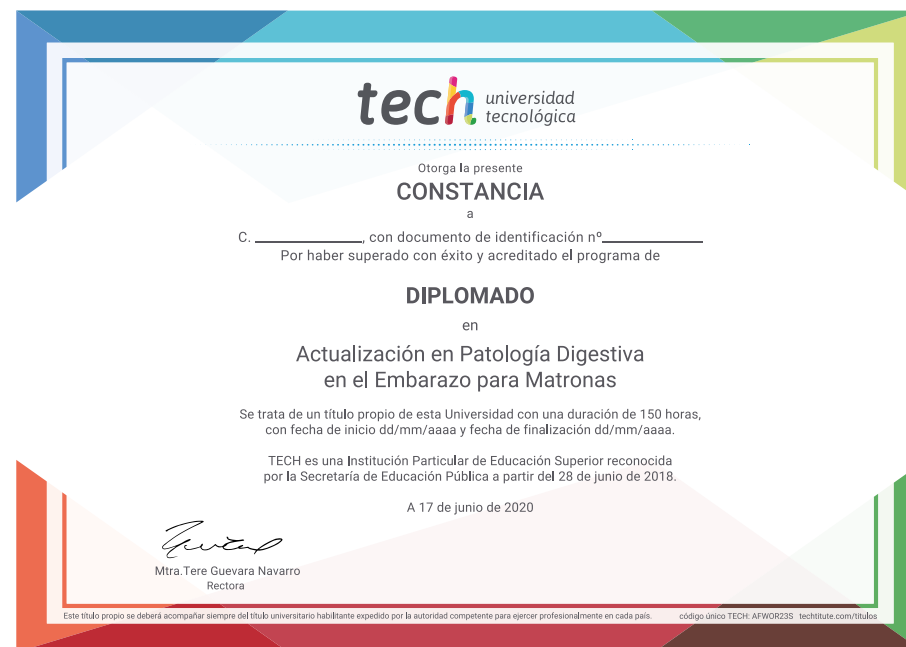 tech universidad
tecnológica
Otorga la presente
CONSTANCIA
a
C. ____________, con documento de identificación nº____________
Por haber superado con éxito y acreditado el programa de
DIPLOMADO
en
Actualización en Patología Digestiva
en el Embarazo para Matronas
Se trata de un título propio de esta Universidad con una duración de 150 horas,
con fecha de inicio dd/mm/aaaa y fecha de finalización dd/mm/aaaa.
TECH es una Institución Particular de Educación Superior reconocida
por la Secretaría de Educación Pública a partir del 28 de junio de 2018.
A 17 de junio de 2020
Mtra.Tere Guevara Navarro
Rectora
Este título propio se deberá acompañar siempre del título universitario habilitante expedido por la autoridad competente para ejercer profesionalmente en cada país. código único TECH: AFWOR23S techtitute.com/titulos